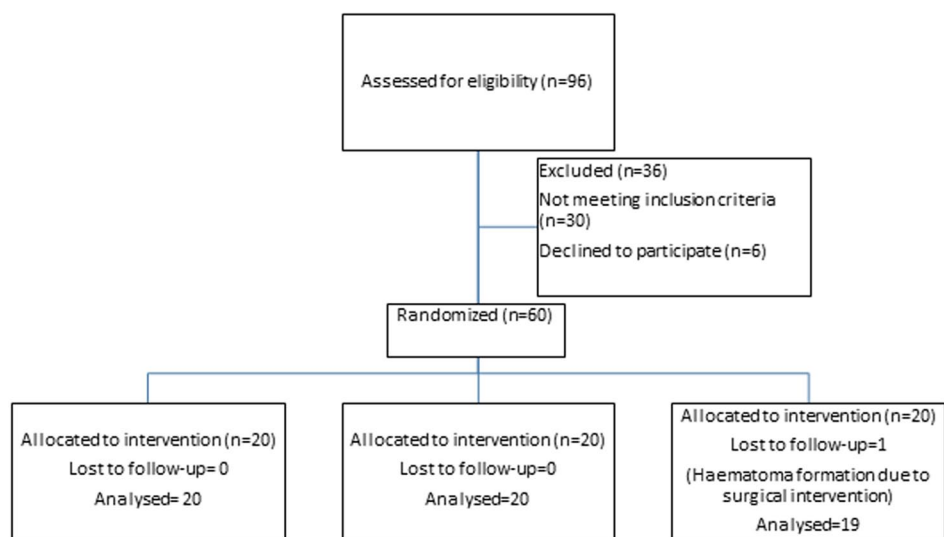 Assessed for eligibility (n=96)
Excluded (n=36)
Not meeting inclusion criteria
(n=30)
Declined to participate (n=6)
Randomized (n=60)
Allocated to intervention (n=20)
Lost to follow-up= 0
Analysed= 20
Allocated to intervention (n=20)
Lost to follow-up=0
Analysed=20
Allocated to intervention (n=20)
Lost to follow-up=1
(Haematoma formation due to
surgical intervention)
Analysed=19